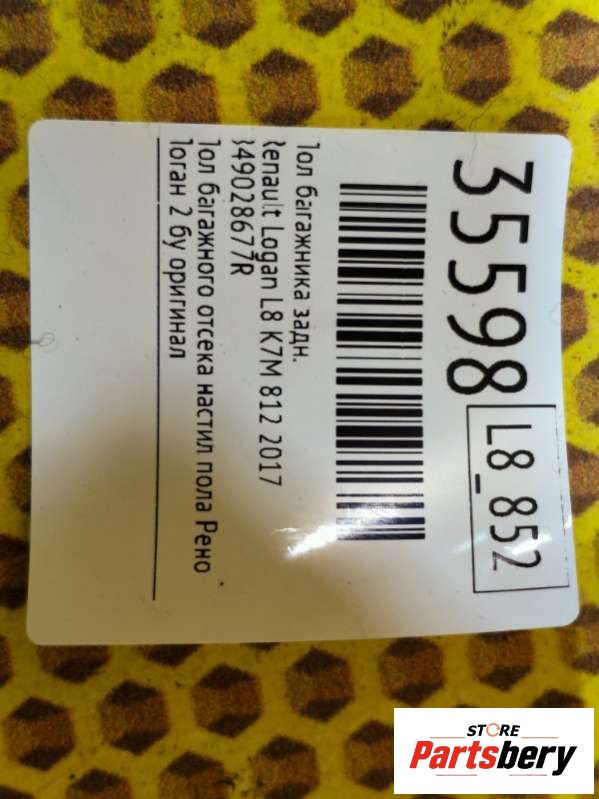 35598
L8_852
Пол багажника задн.
Renault Logan L8 K7M 812 2017
849028677R
Пол багажного отсека настил пола Рено
Логан 2 бу оригинал
STORE
Partsbery